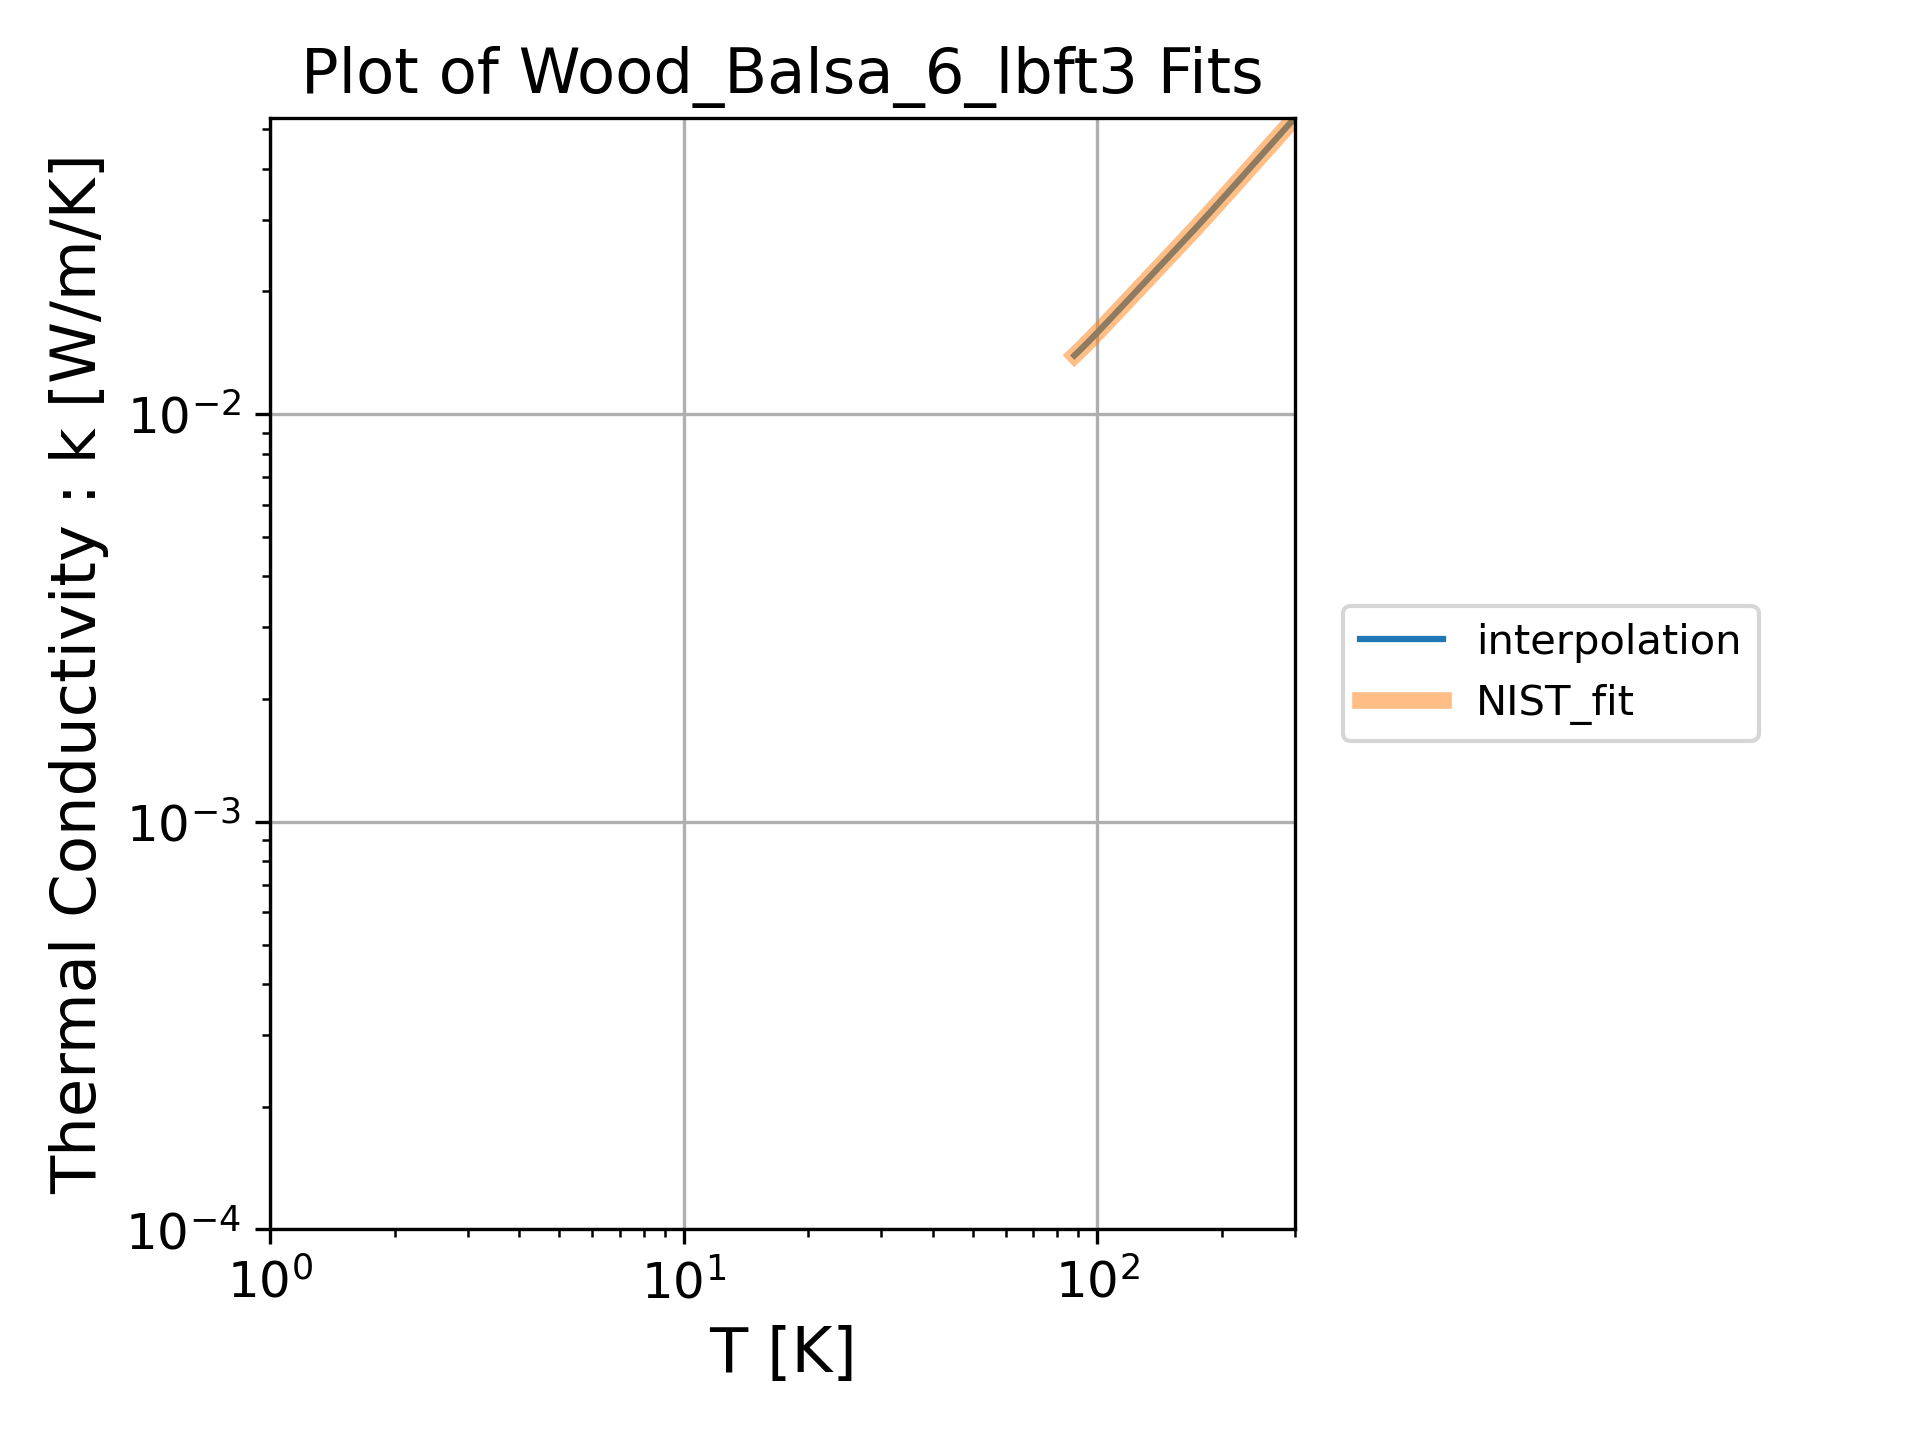 Plot of Wood_Balsa_6_lbft3 Fits
Thermal Conductivity : k [W/m/K]
10⁻²
10⁻³
10⁻⁴
10⁰ 10¹ 10²
T [K]
interpolation
NIST_fit